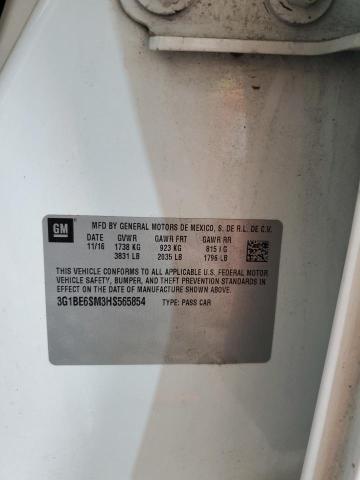 GM
MFD BY GENERAL MOTORS DE MEXICO, S. DE R.L. DE C.V.
DATE GVWR GAWR FRT GAWR RR
11/16 1738 KG 923 KG 815 KG
3831 LB 2035 LB 1796 LB
THIS VEHICLE CONFORMS TO ALL APPLICABLE U.S. FEDERAL MOTOR
VEHICLE SAFETY, BUMPER, AND THEFT PREVENTION STANDARDS IN
EFFECT ON THE DATE OF MANUFACTURE SHOWN ABOVE.
3G1BE6SM3HS565854 TYPE: PASS CAR